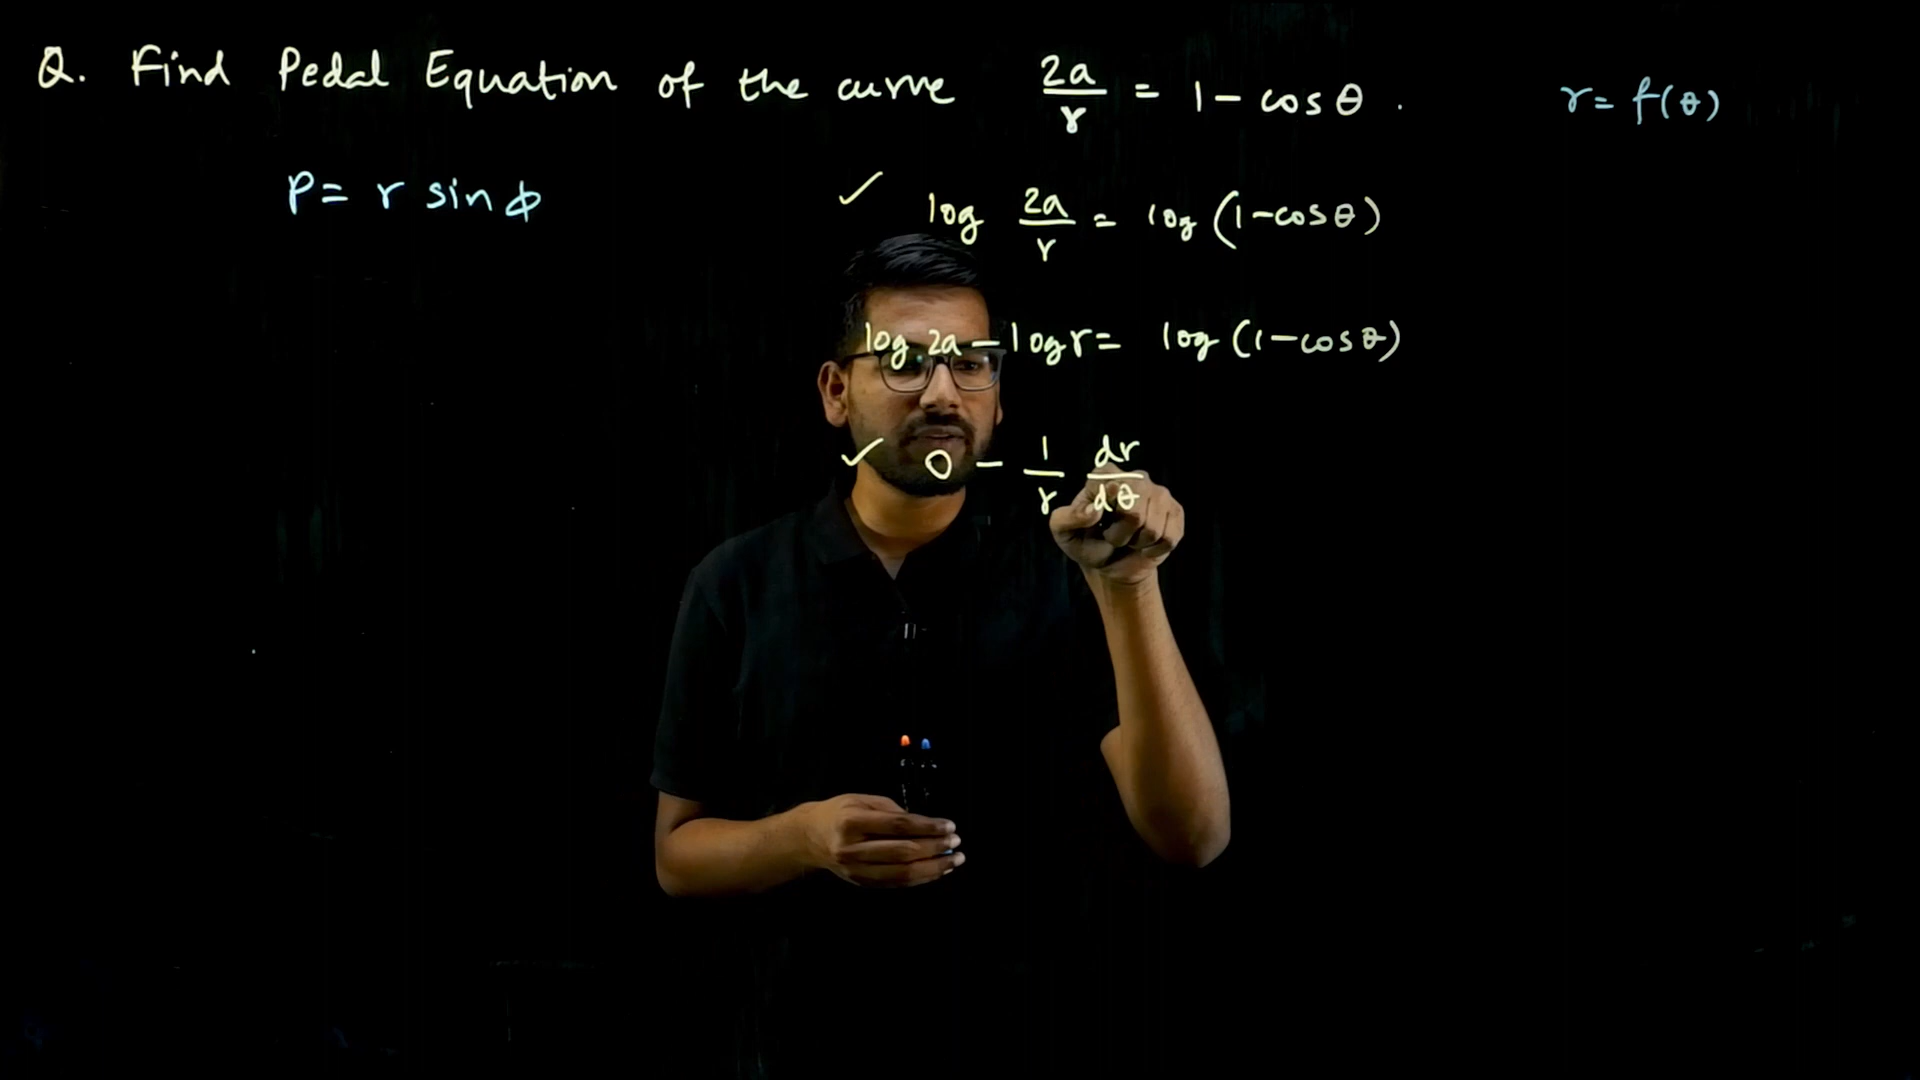 Q. Find Pedal Equation of the curve 2a/r = 1 - cos θ . r = f(θ)
P = r sin ϕ
✓ log 2a/r = log (1-cos θ)
log 2a - log r = log (1-cos θ)
✓ 0 - 1/r dr/dθ